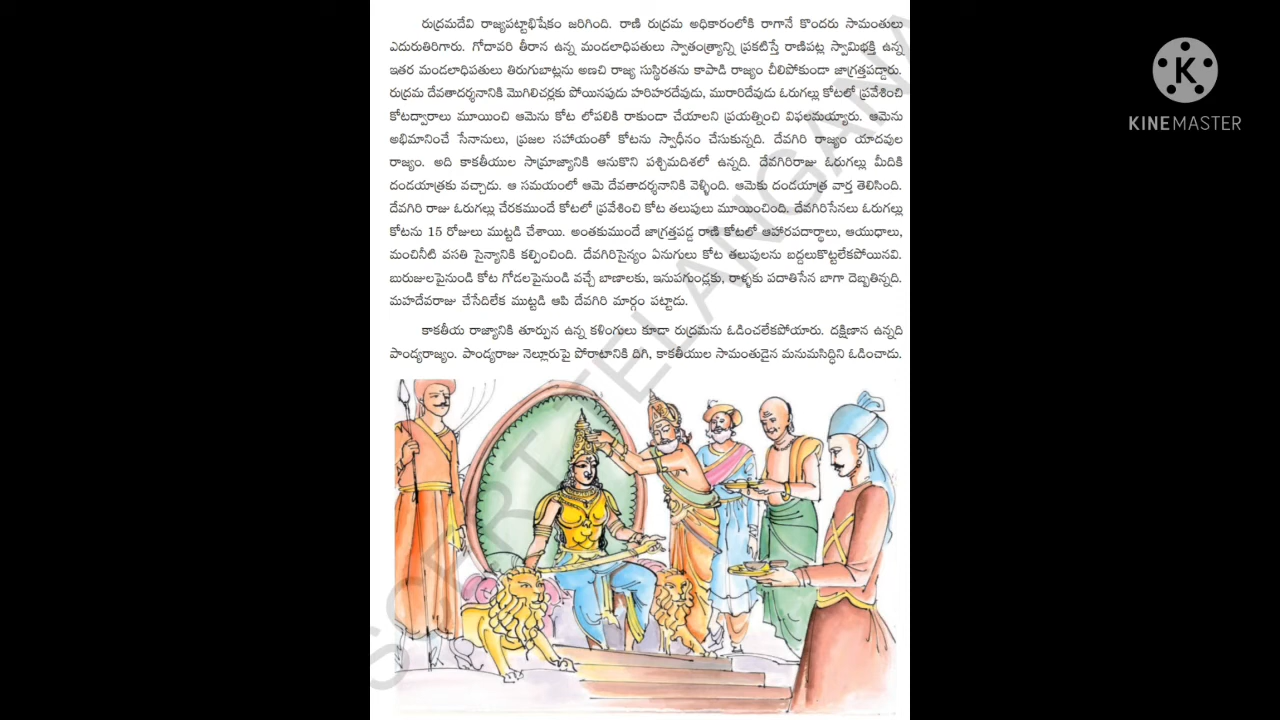 రుద్రమదేవి రాజ్యపట్టాభిషేకం జరిగింది. రాణి రుద్రమ అధికారంలోకి రాగానే కొందరు సామంతులు
ఎదురుతిరిగారు. గోదావరి తీరాన ఉన్న మండలాధిపతులు స్వాతంత్ర్యాన్ని ప్రకటిస్తే రాణిపట్ల స్వామిభక్తి ఉన్న
ఇతర మండలాధిపతులు తిరుగుబాట్లను అణచి రాజ్య సుస్థిరతను కాపాడి రాజ్యం చీలిపోకుండా జాగ్రత్తపడ్డారు.
రుద్రమ దేవతాదర్శనానికి మొగిలిచర్లకు పోయినపుడు హరిహరదేవుడు, మురారిదేవుడు ఓరుగల్లు కోటలో ప్రవేశించి
కోటద్వారాలు మూయించి ఆమెను కోట లోపలికి రాకుండా చేయాలని ప్రయత్నించి విఫలమయ్యారు. ఆమెను
అభిమానించే సేనానులు, ప్రజల సహాయంతో కోటను స్వాధీనం చేసుకున్నది. దేవగిరి రాజ్యం యాదవుల
రాజ్యం. అది కాకతీయుల సామ్రాజ్యానికి ఆనుకొని పశ్చిమదిశలో ఉన్నది. దేవగిరిరాజు ఓరుగల్లు మీదికి
దండయాత్రకు వచ్చాడు. ఆ సమయంలో ఆమె దేవతాదర్శనానికి వెళ్ళింది. ఆమెకు దండయాత్ర వార్త తెలిసింది.
దేవగిరి రాజు ఓరుగల్లు చేరకముందే కోటలో ప్రవేశించి కోట తలుపులు మూయించింది. దేవగిరిసేనలు ఓరుగల్లు
కోటను 15 రోజులు ముట్టడి చేశాయి. అంతకుముందే జాగ్రత్తపడ్డ రాణి కోటలో ఆహారపదార్థాలు, ఆయుధాలు,
మంచినీటి వసతి సైన్యానికి కల్పించింది. దేవగిరిసైన్యం ఏనుగులు కోట తలుపులను బద్దలుకొట్టలేకపోయినవి.
బురుజులపైనుండి కోట గోడలపైనుండి వచ్చే బాణాలకు, ఇనుపగుండ్లకు, రాళ్ళకు పదాతిసేన బాగా దెబ్బతిన్నది.
మహదేవరాజు చేసేదిలేక ముట్టడి ఆపి దేవగిరి మార్గం పట్టాడు.
కాకతీయ రాజ్యానికి తూర్పున ఉన్న కళింగులు కూడా రుద్రమను ఓడించలేకపోయారు. దక్షిణాన ఉన్నది
పాండ్యరాజ్యం. పాండ్యరాజు నెల్లూరుపై పోరాటానికి దిగి, కాకతీయుల సామంతుడైన మనుమసిద్ధిని ఓడించాడు.
SCERT TELANGANA
K
KINEMASTER